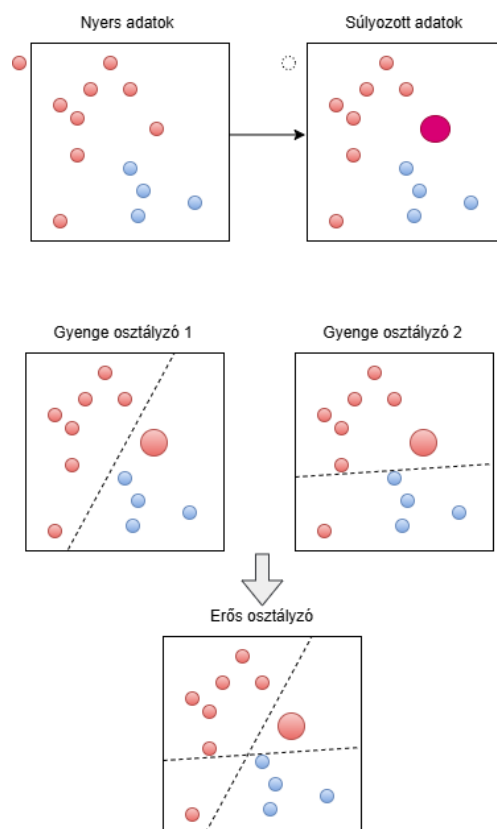 Nyers adatok
Súlyozott adatok
Gyenge osztályzó 1
Gyenge osztályzó 2
Erős osztályzó